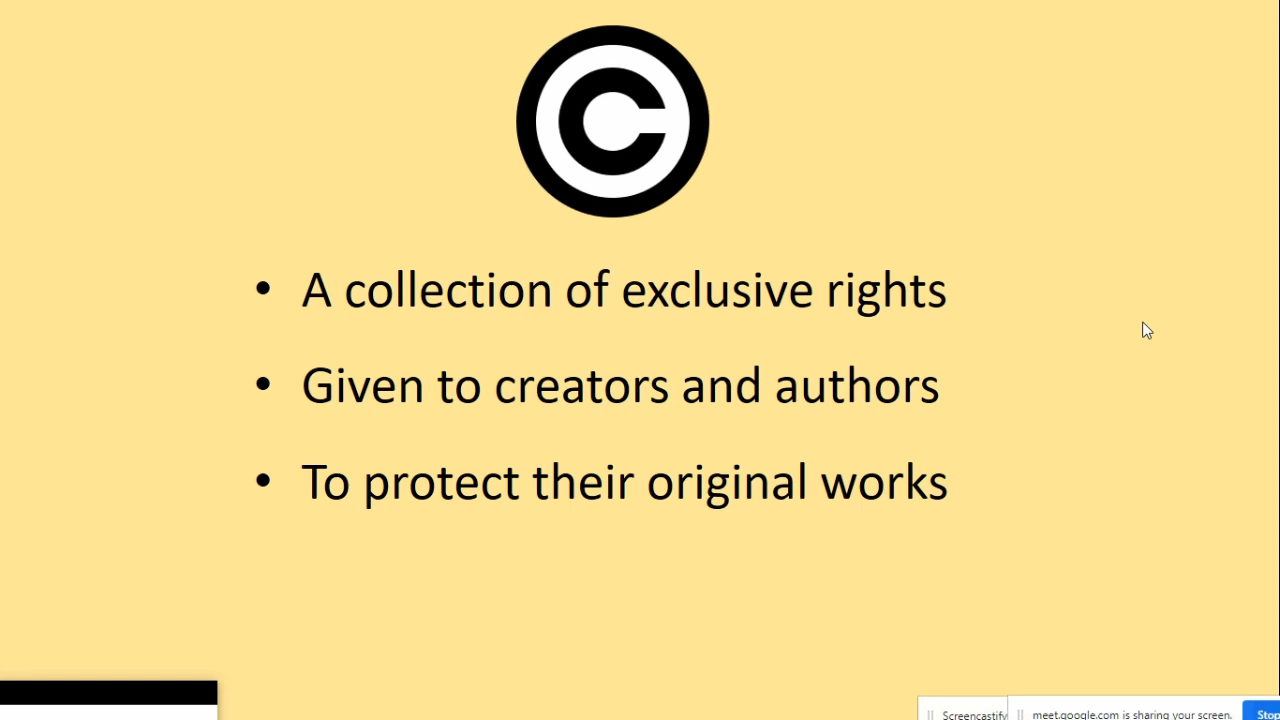 ©
• A collection of exclusive rights
• Given to creators and authors
• To protect their original works
Screencastify
meet.google.com is sharing your screen.